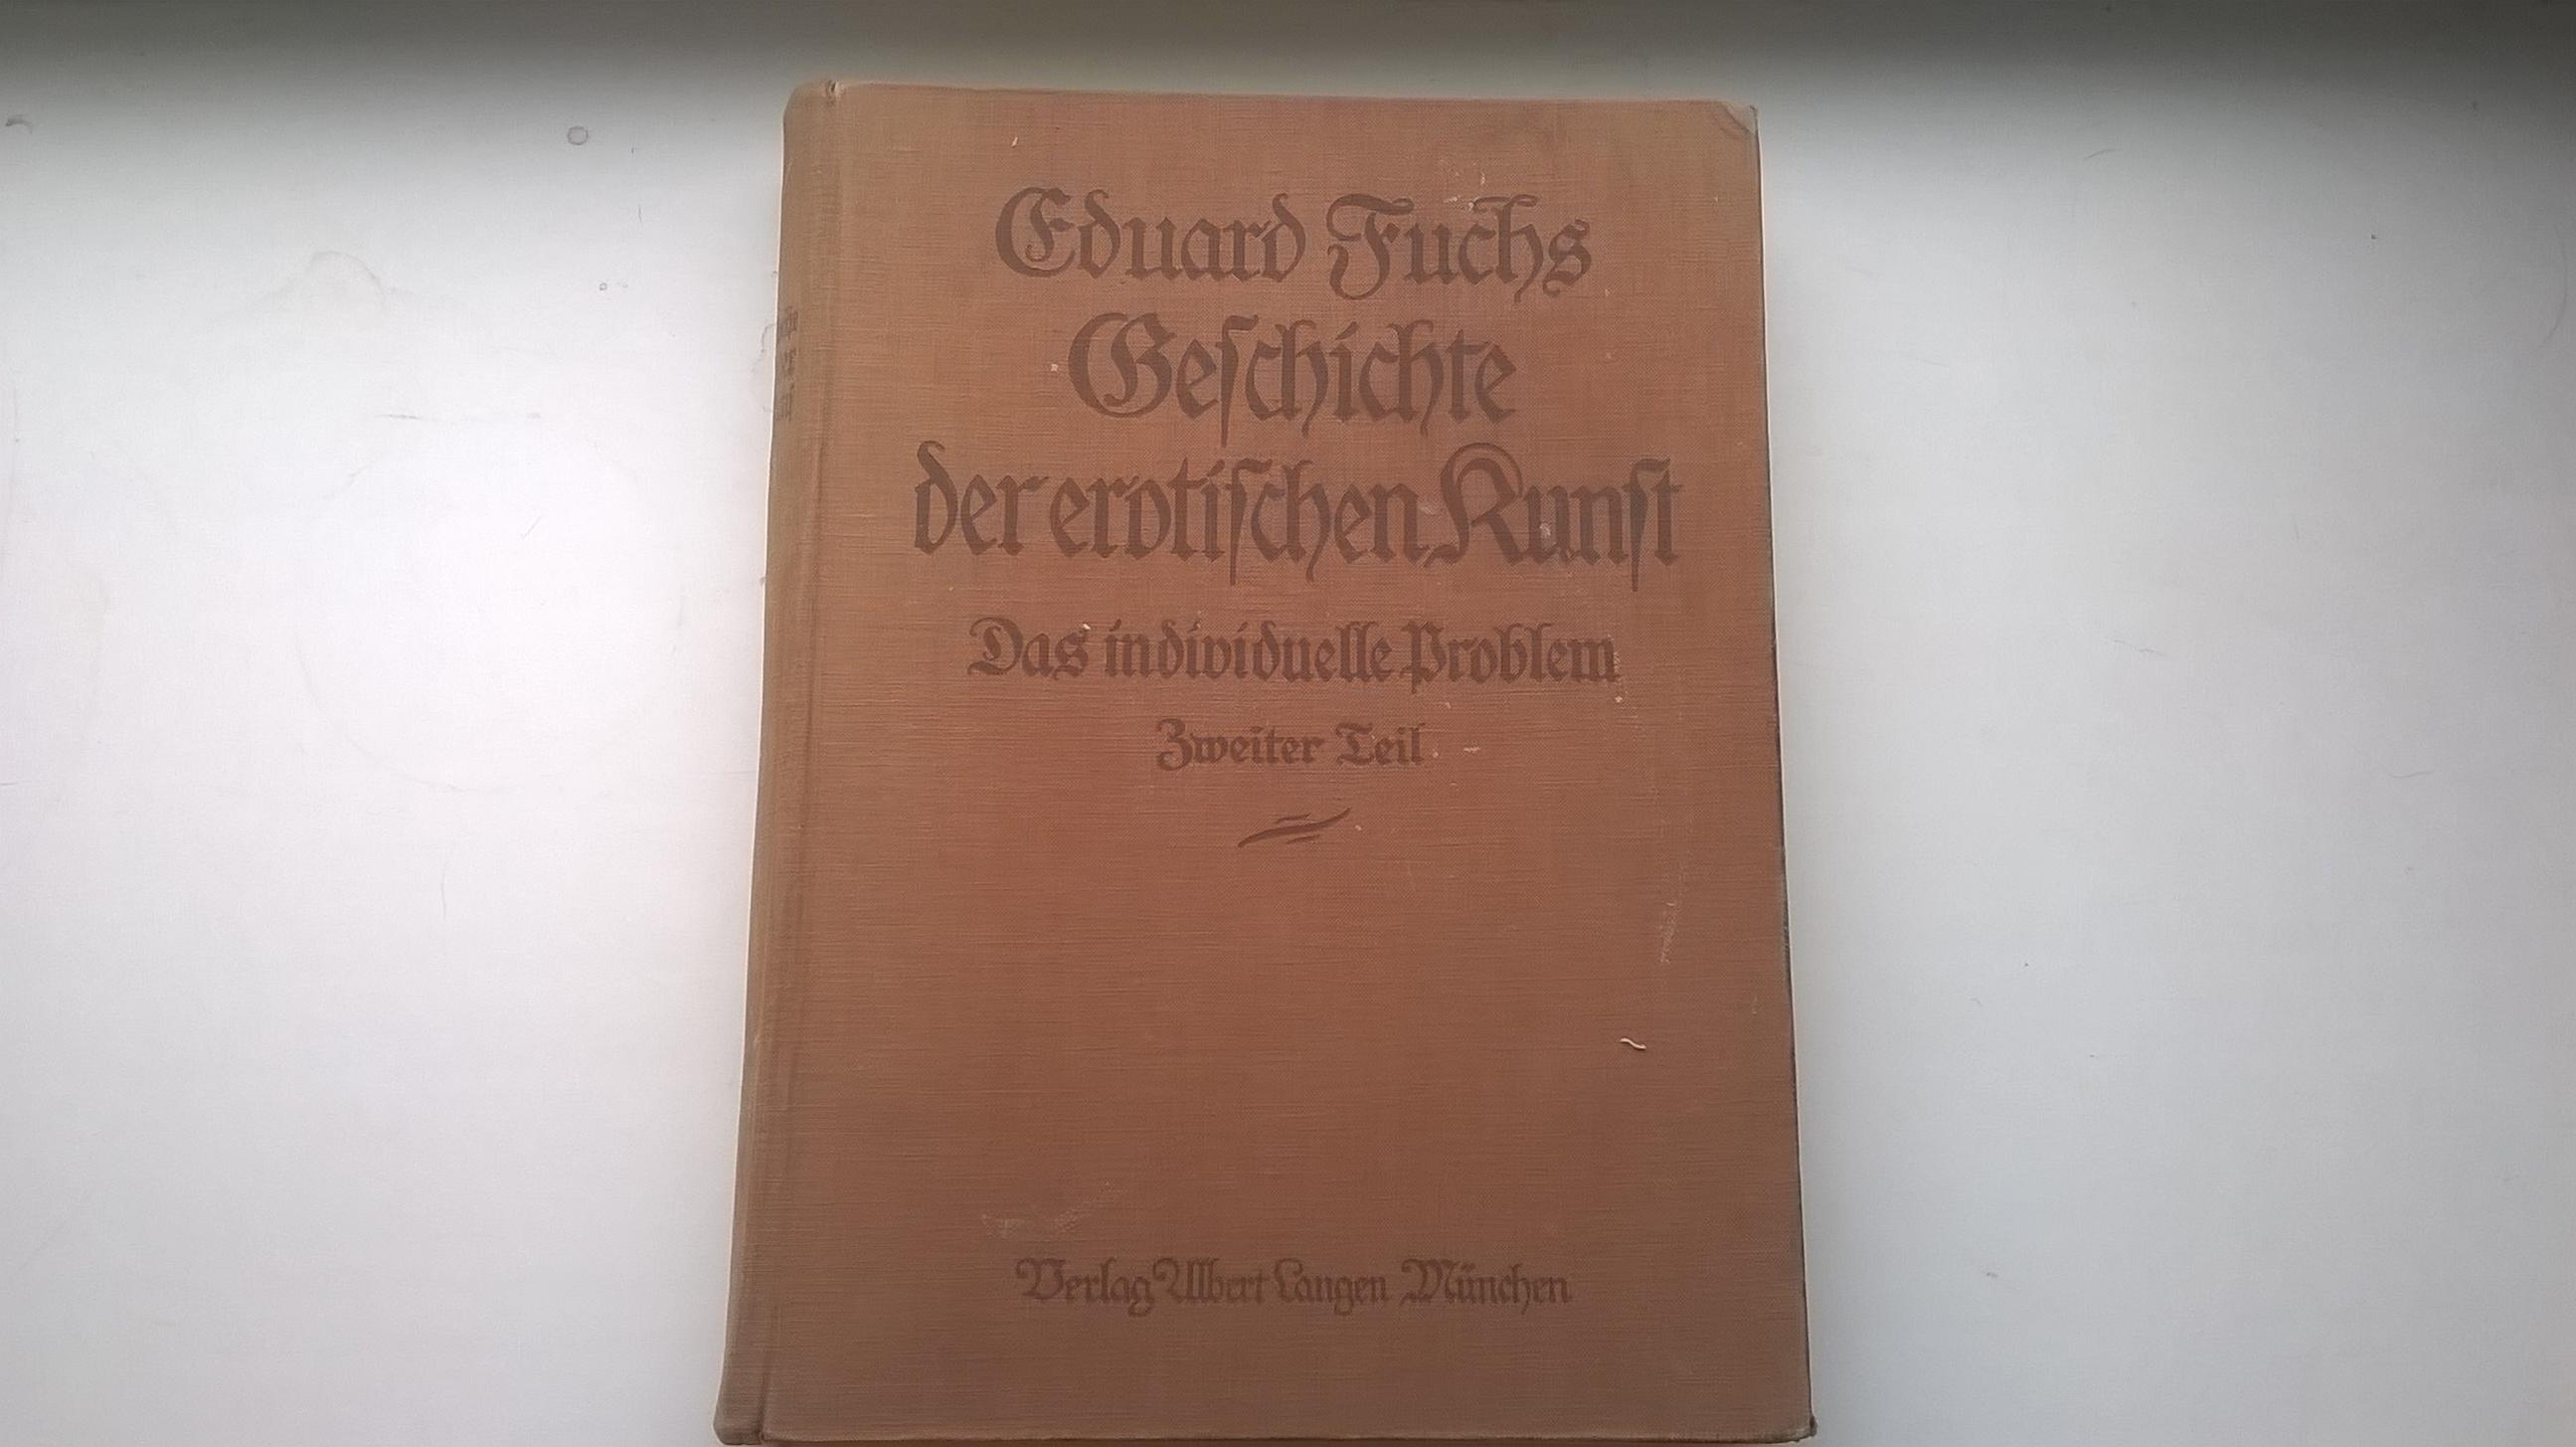 Eduard Fuchs
Geſchichte
der erotiſchen Kunſt
Das individuelle Problem
Zweiter Teil
Verlag Albert Langen München